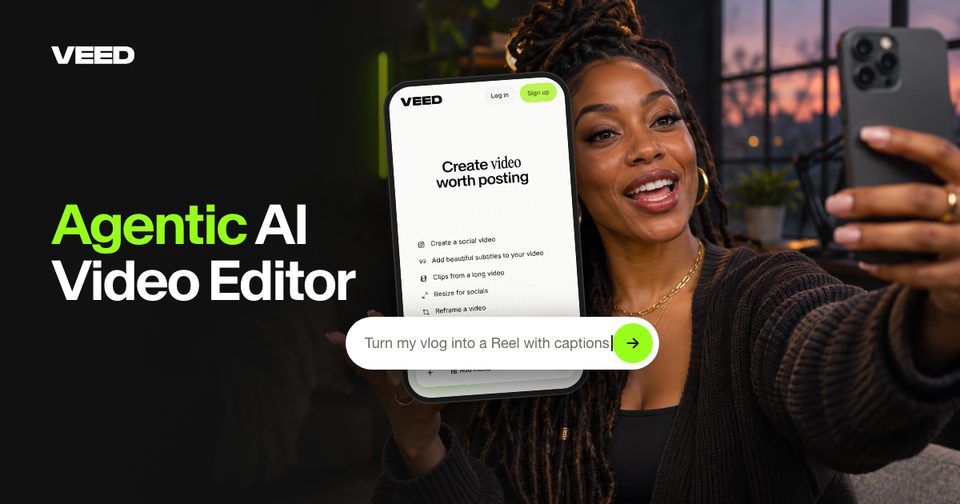 VEED
Agentic AI
Video Editor
VEED
Log in
Sign up
Create video
worth posting
Create a social video
Add beautiful subtitles to your video
Clips from a long video
Resize for socials
Reframe a video
Turn my vlog into a Reel with captions